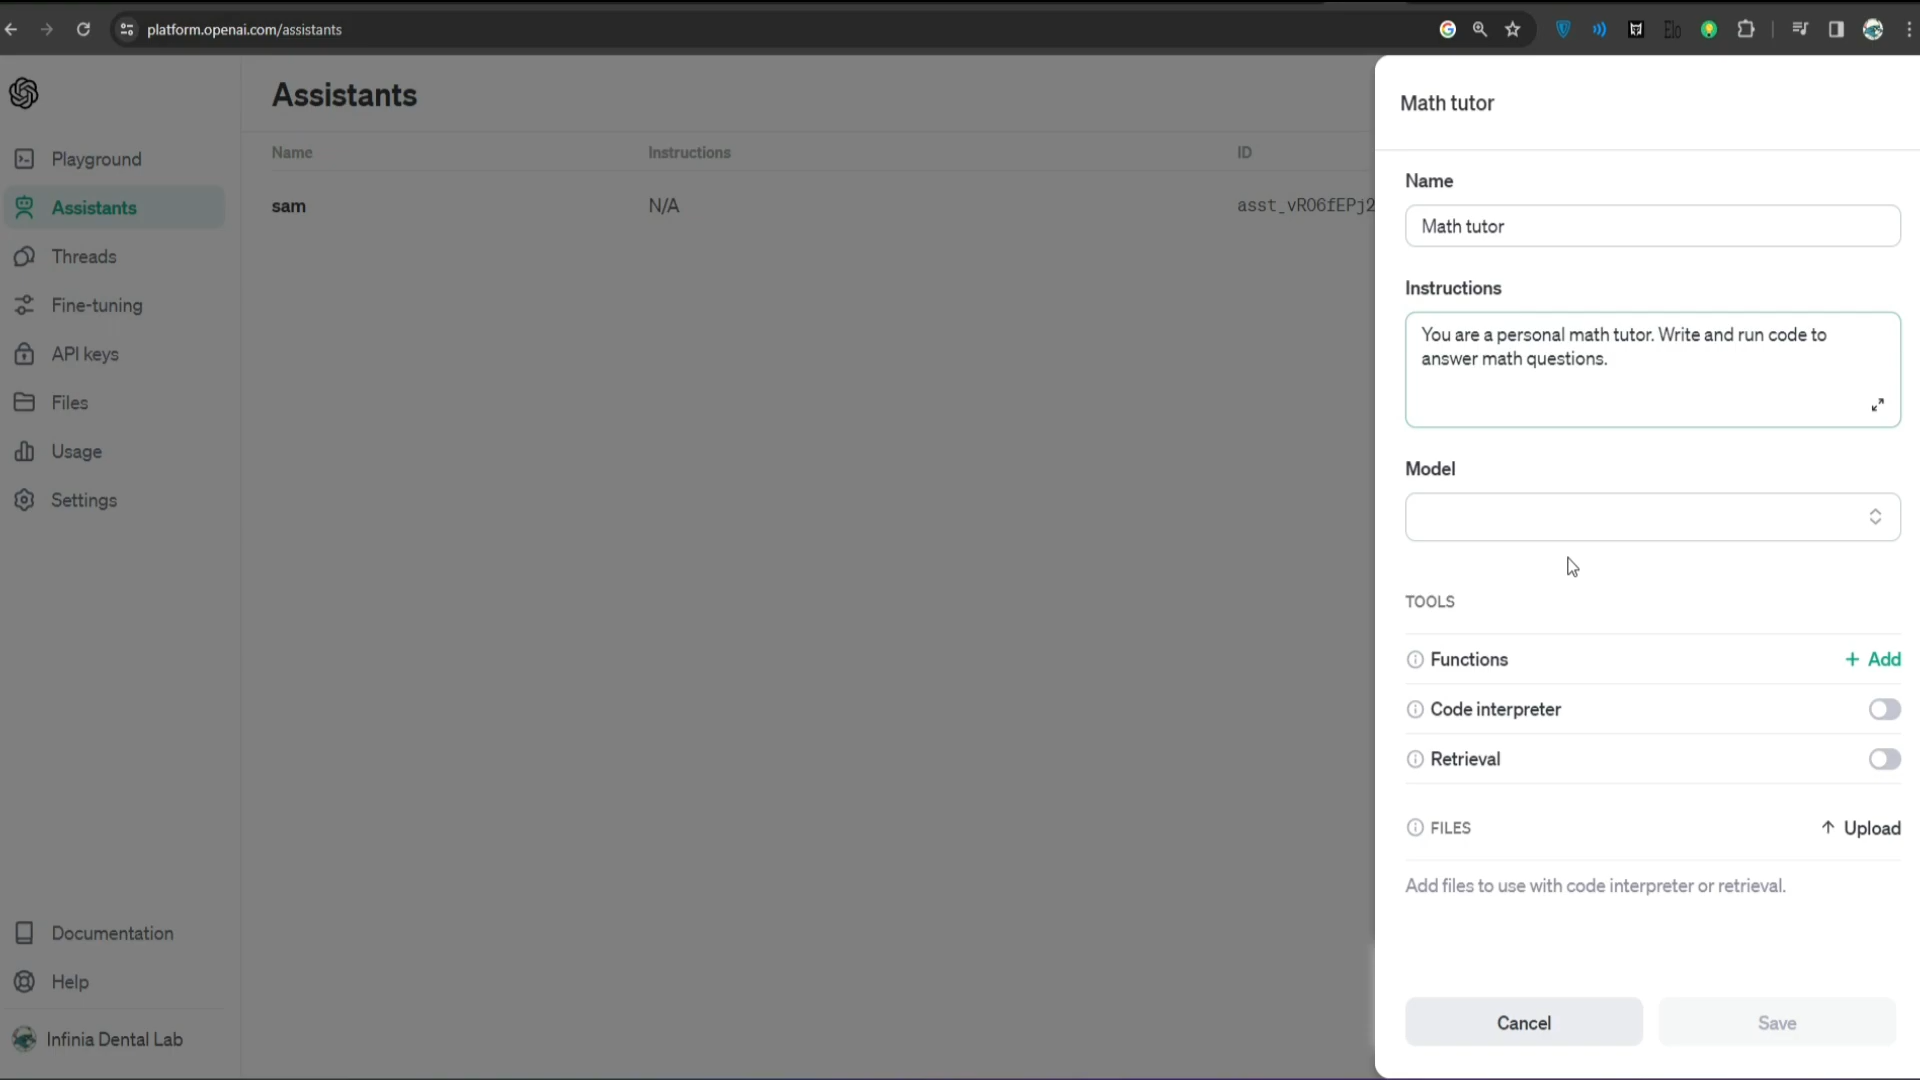 platform.openai.com/assistants
Playground
Assistants
Threads
Fine-tuning
API keys
Files
Usage
Settings
Documentation
Help
Infinia Dental Lab
Assistants
Name Instructions ID
sam N/A asst_vRO6fEPj2
Math tutor
Name
Math tutor
Instructions
You are a personal math tutor. Write and run code to
answer math questions.
Model
TOOLS
Functions + Add
Code interpreter
Retrieval
FILES Upload
Add files to use with code interpreter or retrieval.
Cancel Save